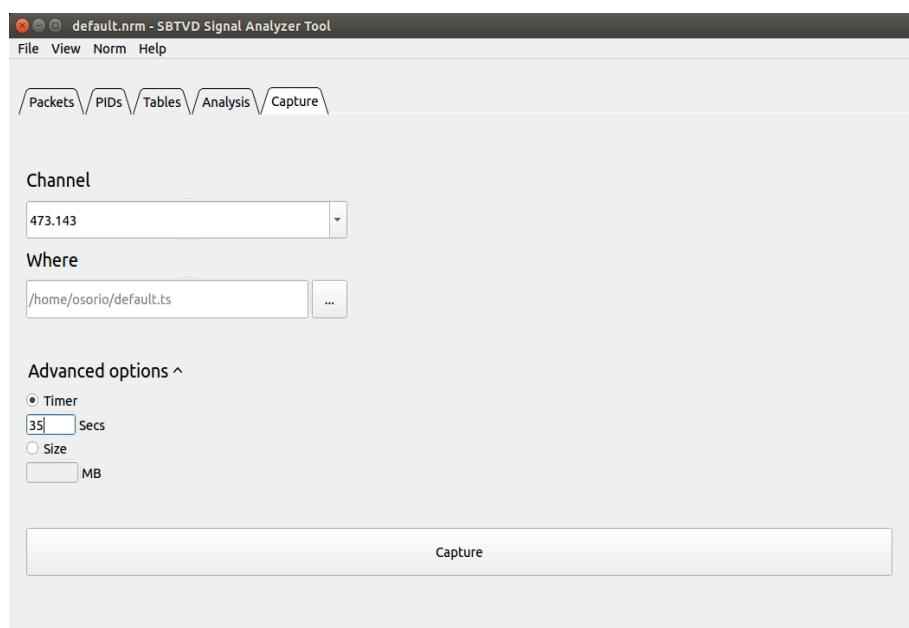 default.nrm - SBTVD Signal Analyzer Tool
File View Norm Help
Packets PIDs Tables Analysis Capture
Channel
473.143
Where
/home/osorio/default.ts ...
Advanced options ^
Timer
35 Secs
Size
MB
Capture